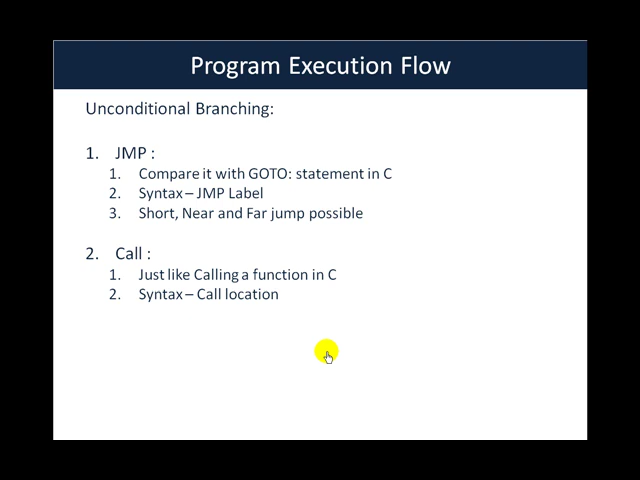 Program Execution Flow
Unconditional Branching:
1. JMP :
1. Compare it with GOTO: statement in C
2. Syntax – JMP Label
3. Short, Near and Far jump possible
2. Call :
1. Just like Calling a function in C
2. Syntax – Call location